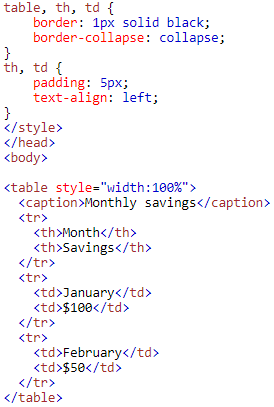 table, th, td {
    border: 1px solid black;
    border-collapse: collapse;
}
th, td {
    padding: 5px;
    text-align: left;
}
</style>
</head>
<body>

<table style="width:100%">
  <caption>Monthly savings</caption>
  <tr>
    <th>Month</th>
    <th>Savings</th>
  </tr>
  <tr>
    <td>January</td>
    <td>$100</td>
  </tr>
  <tr>
    <td>February</td>
    <td>$50</td>
  </tr>
</table>